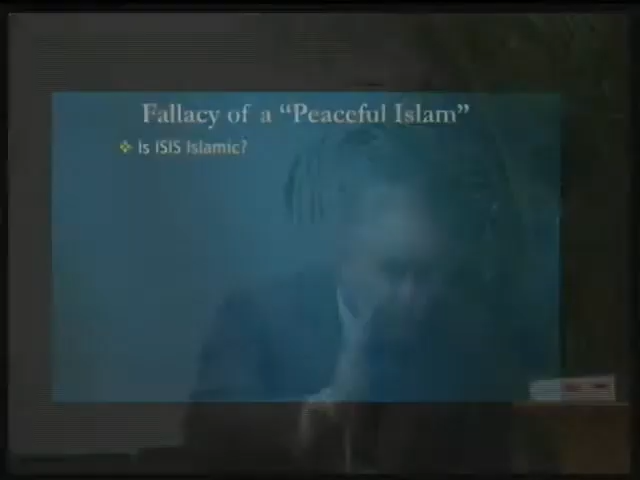 Fallacy of a “Peaceful Islam”
❖ Is ISIS Islamic?